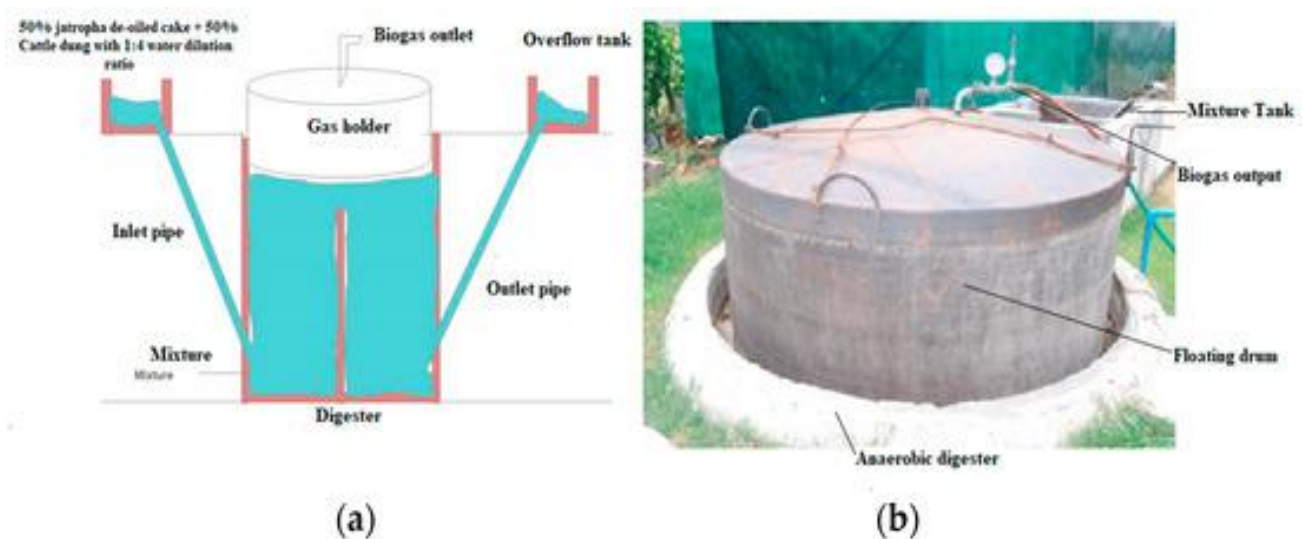 50% jatropha de-oiled cake + 50%
Cattle dung with 1:4 water dilution
ratio
Biogas outlet
Overflow tank
Gas holder
Inlet pipe
Outlet pipe
Mixture
Mixture
Digester
(a)
Mixture Tank
Biogas output
Floating drum
Anaerobic digester
(b)